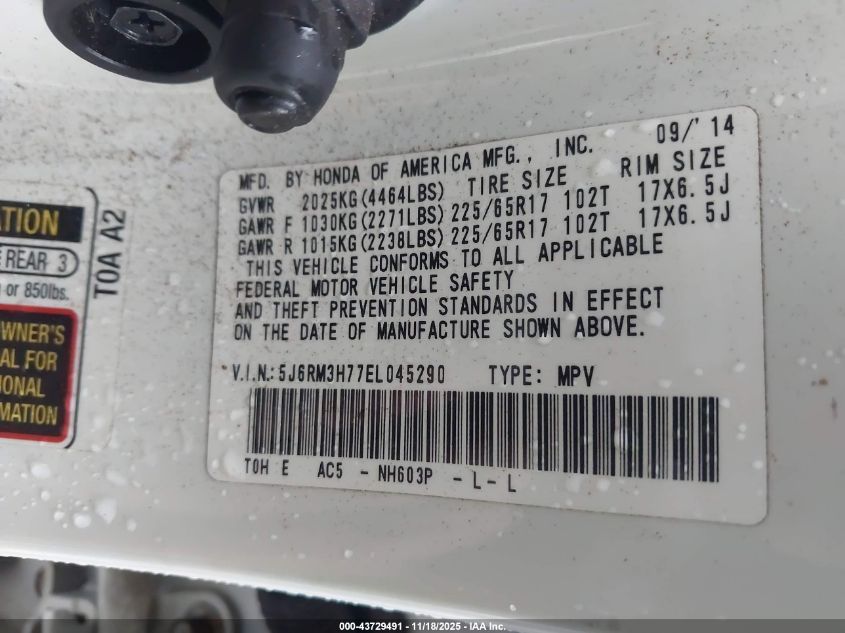 MFD. BY HONDA OF AMERICA MFG., INC. 09/'14
GVWR 2025KG(4464LBS) TIRE SIZE RIM SIZE
GAWR F 1030KG(2271LBS) 225/65R17 102T 17X6.5J
GAWR R 1015KG(2238LBS) 225/65R17 102T 17X6.5J
THIS VEHICLE CONFORMS TO ALL APPLICABLE
FEDERAL MOTOR VEHICLE SAFETY
AND THEFT PREVENTION STANDARDS IN EFFECT
ON THE DATE OF MANUFACTURE SHOWN ABOVE.
V.I.N.: 5J6RM3H77EL045290 TYPE: MPV
T0H E AC5 - NH603P - L - L
ATION
REAR 3
or 850lbs.
T0A A2
OWNER'S
AL FOR
IONAL
MATION
000-43729491 - 11/18/2025 - IAA Inc.